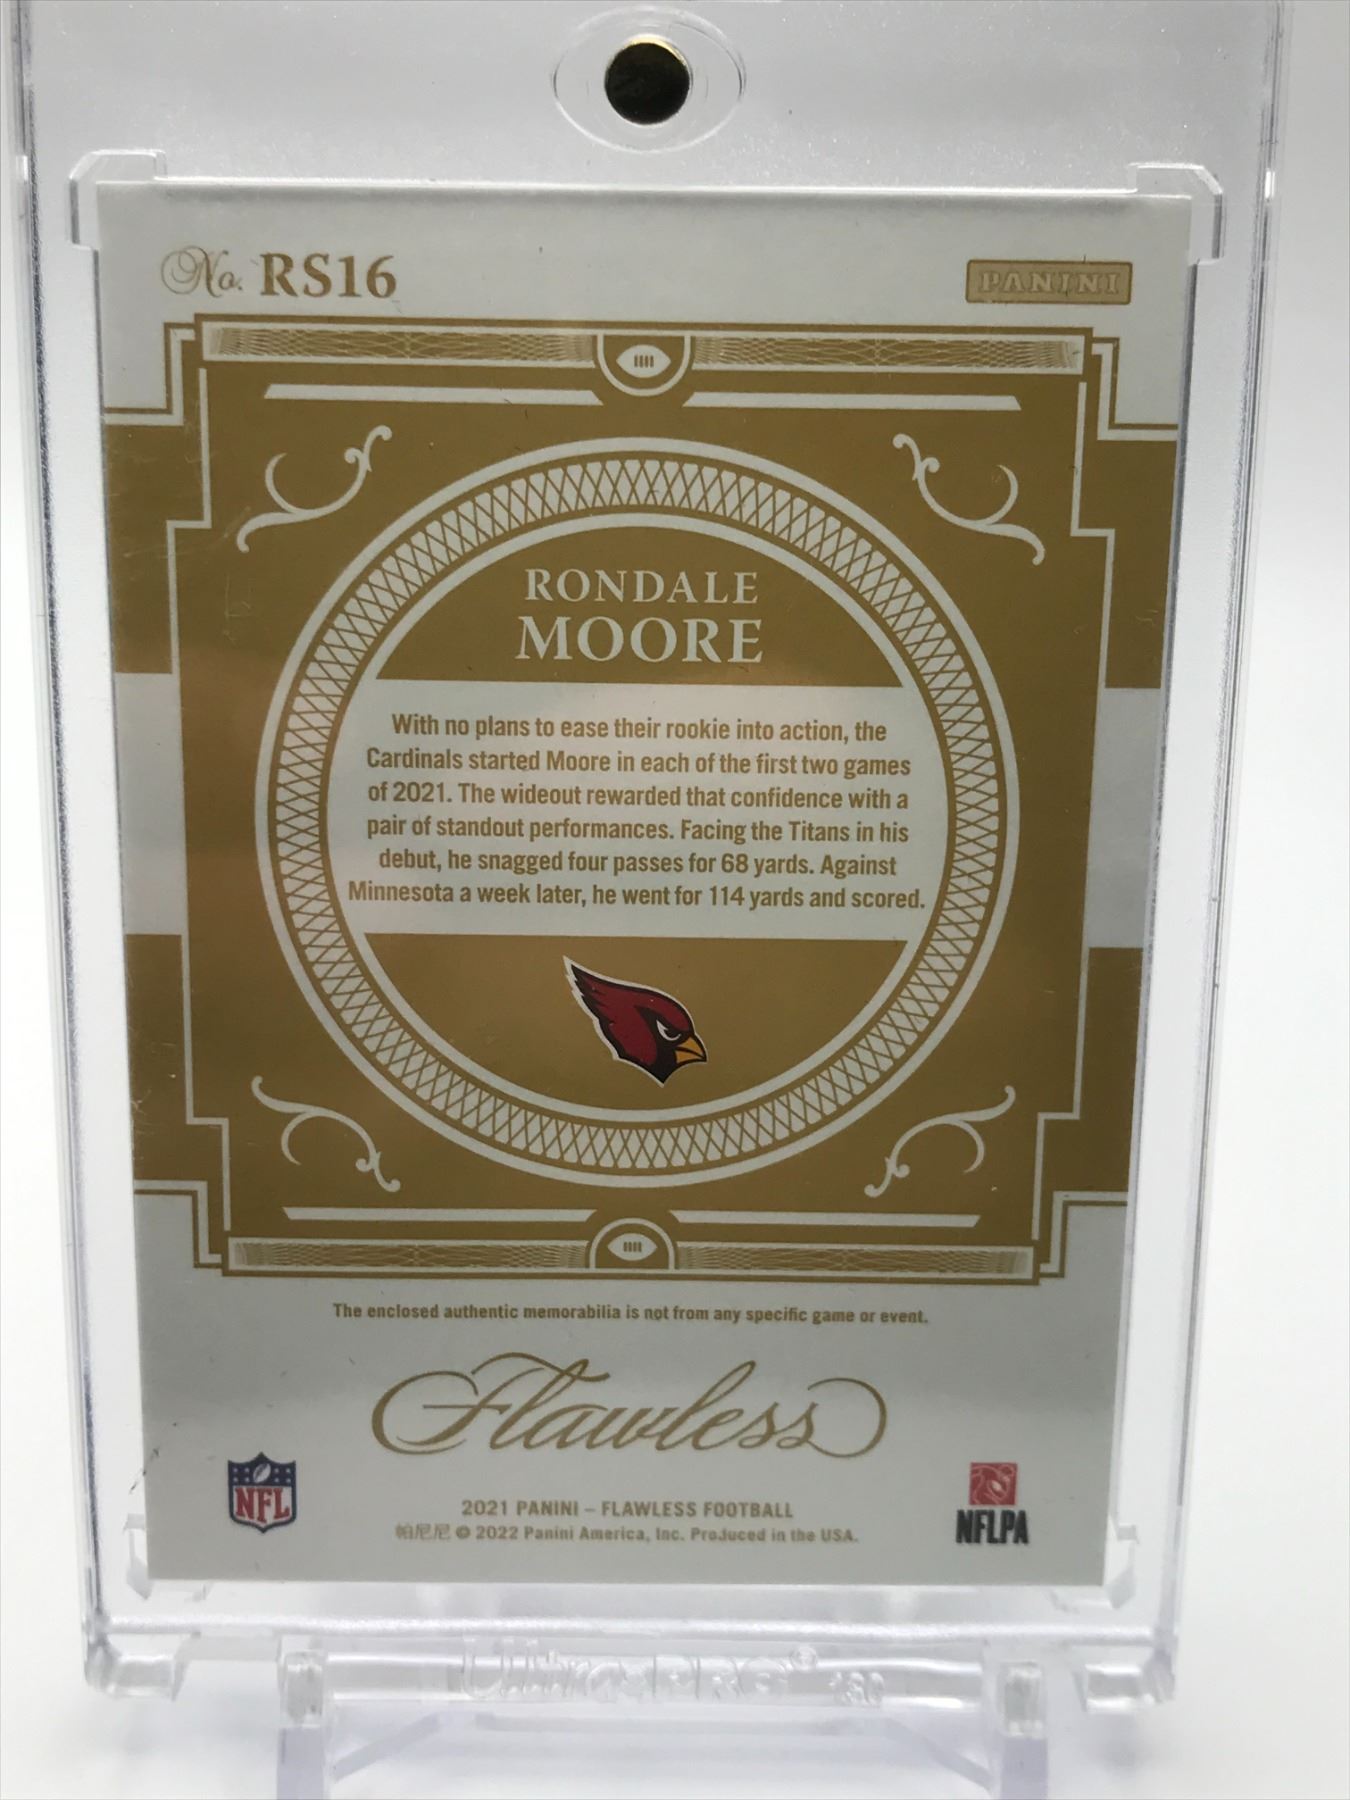 No. RS16
PANINI
RONDALE
MOORE
With no plans to ease their rookie into action, the
Cardinals started Moore in each of the first two games
of 2021. The wideout rewarded that confidence with a
pair of standout performances. Facing the Titans in his
debut, he snagged four passes for 68 yards. Against
Minnesota a week later, he went for 114 yards and scored.
The enclosed authentic memorabilia is not from any specific game or event.
Flawless
NFL
2021 PANINI – FLAWLESS FOOTBALL
帕尼尼 © 2022 Panini America, Inc. Produced in the USA.
NFLPA
Ultra PRO®